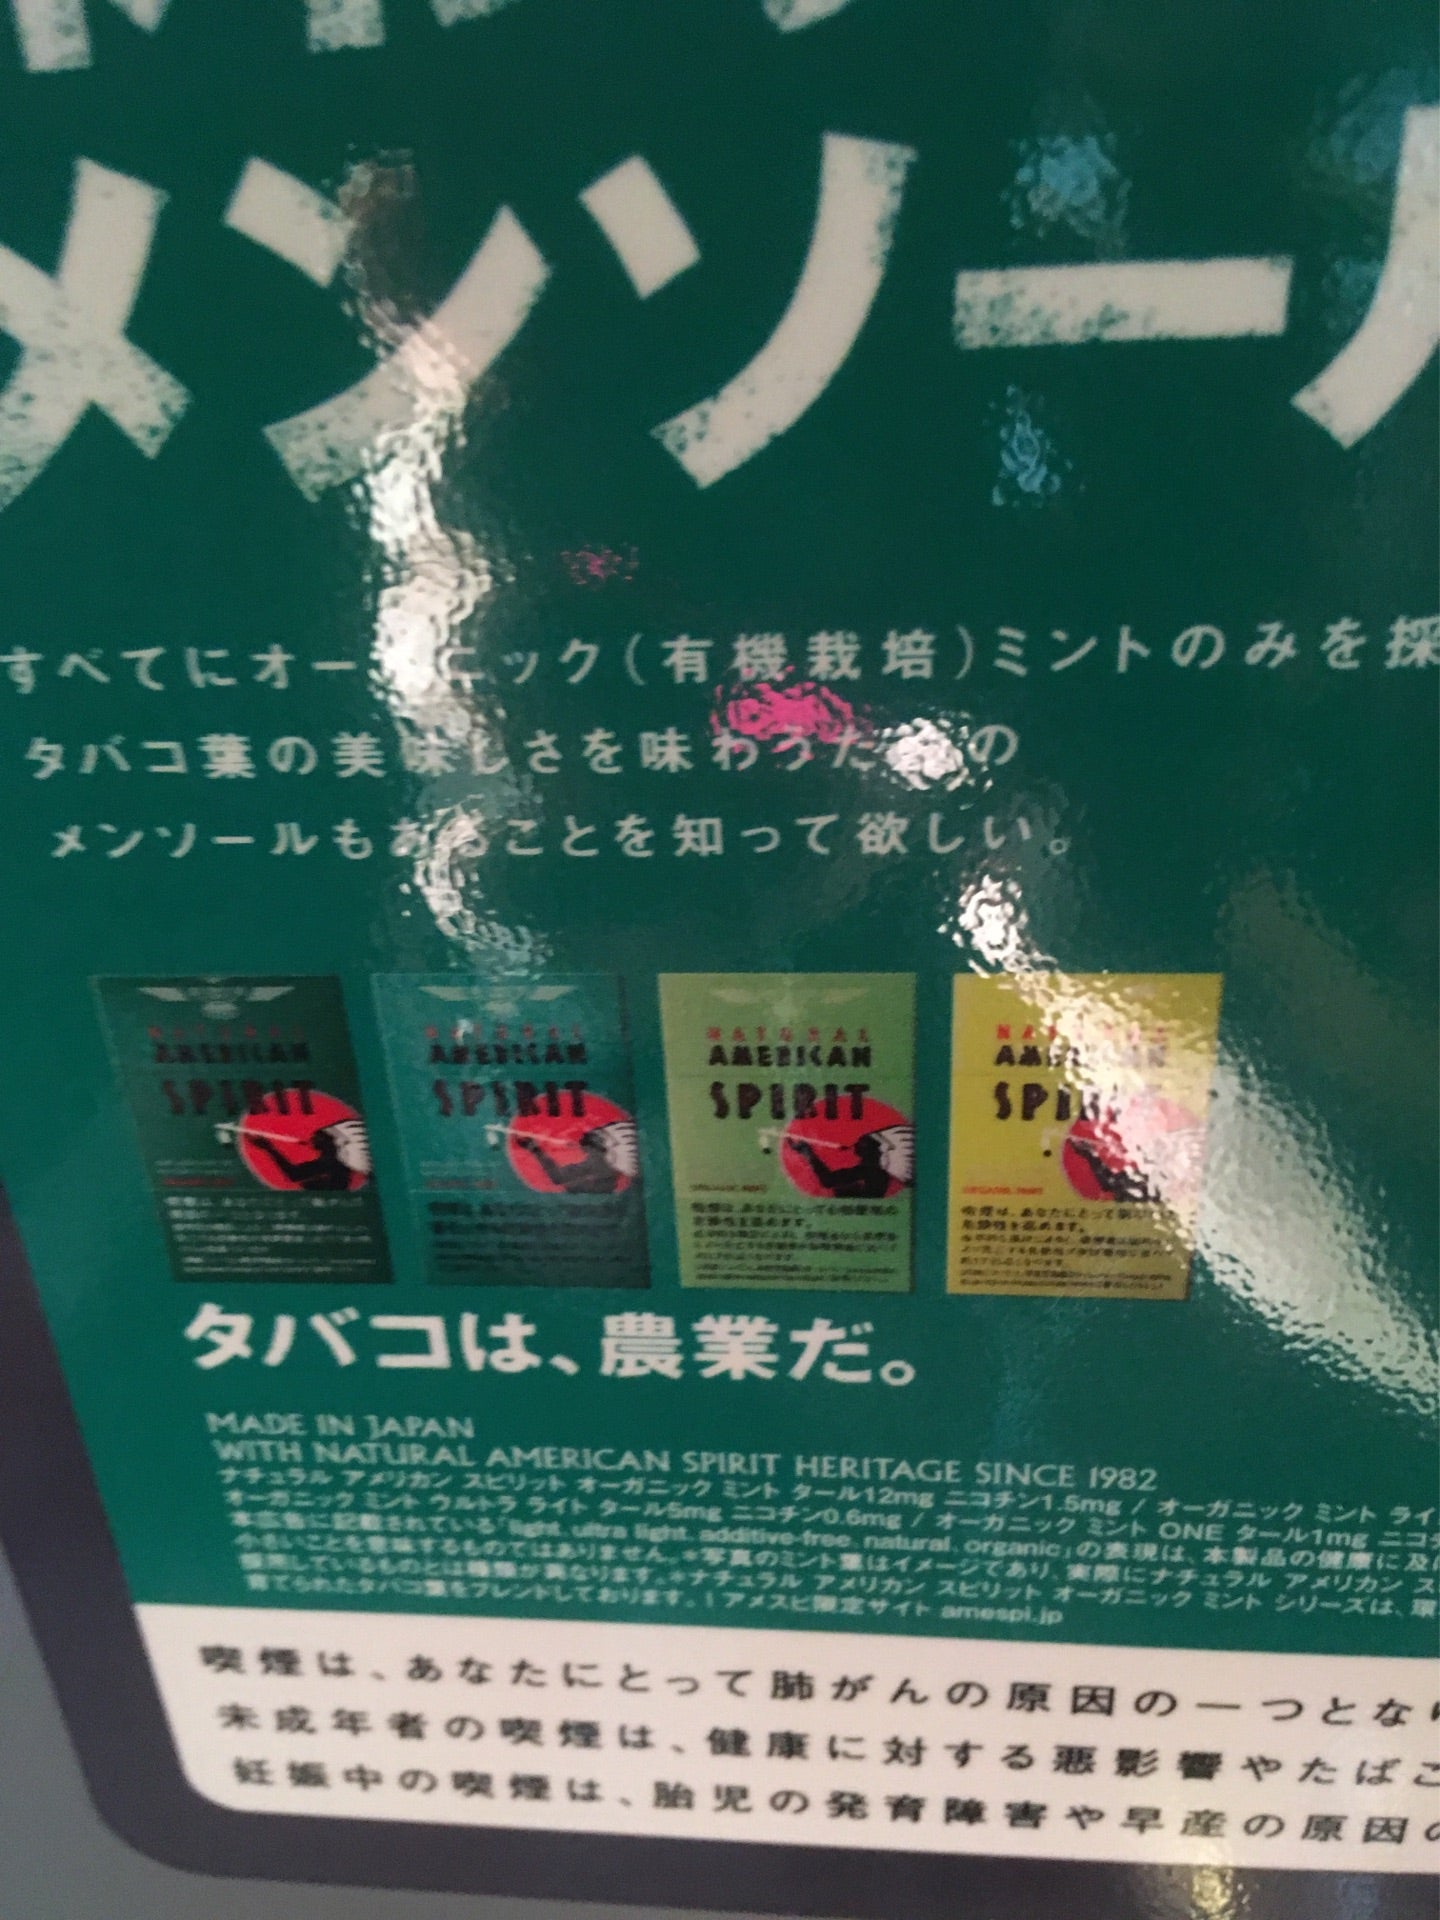 メンソール
すべてにオーガニック(有機栽培)ミントのみを採
タバコ葉の美味しさを味わうための
メンソールもあることを知って欲しい。
NATURAL
AMERICAN
SPIRIT
NATURAL
AMERICAN
SPIRIT
NATURAL
AMERICAN
SPIRIT
NATURAL
AMERICAN
SPIRIT
タバコは、農業だ。
MADE IN JAPAN
WITH NATURAL AMERICAN SPIRIT HERITAGE SINCE 1982
ナチュラル アメリカン スピリット オーガニック ミント タール12mg ニコチン1.5mg / オーガニック ミント ライ
オーガニック ミント ウルトラ ライト タール5mg ニコチン0.6mg / オーガニック ミント ONE タール1mg ニコチ
本広告に記載されている「light、ultra light、additive-free、natural、organic」の表現は、本製品の健康に及
小さいことを意味するものではありません。*写真のミント葉はイメージであり、実際にナチュラル アメリカン ス
使用しているものとは種類が異なります。*ナチュラル アメリカン スピリット オーガニック ミント シリーズは、環
育てられたタバコ葉をブレンドしております。 | アメスピ限定サイト amespi.jp
喫煙は、あなたにとって肺がんの原因の一つとな
未成年者の喫煙は、健康に対する悪影響やたばこ
妊娠中の喫煙は、胎児の発育障害や早産の原因の